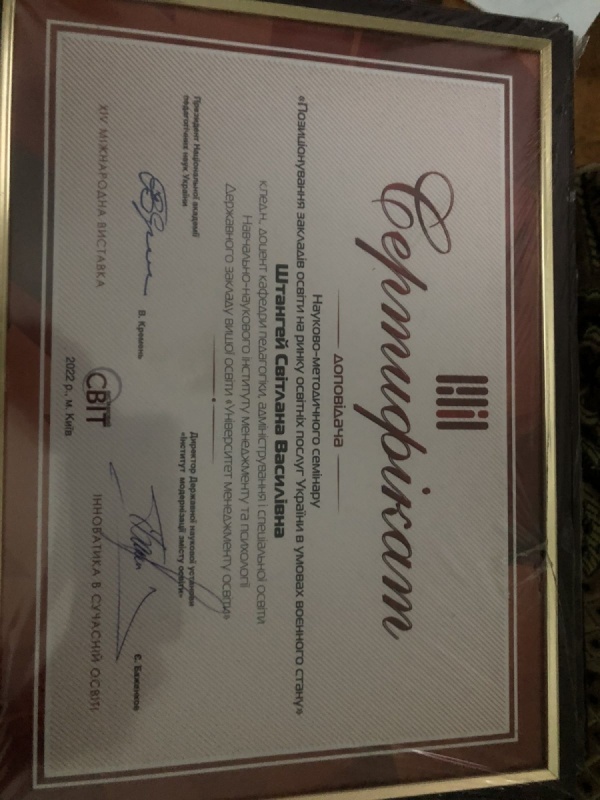 Сертифікат
доповідача
Науково-методичного семінару
«Позиціонування закладів освіти на ринку освітніх послуг України в умовах воєнного стану»
Штангей Світлана Василівна
к.пед.н., доцент кафедри педагогіки, адміністрування і спеціальної освіти
Навчально-наукового інституту менеджменту та психології
Державного закладу вищої освіти «Університет менеджменту освіти»
Президент Національної академії
педагогічних наук України
В. Кремень
Директор Державної наукової установи
«Інститут модернізації змісту освіти»
Є. Баженков
XIV МІЖНАРОДНА ВИСТАВКА
СВІТ
ІННОВАТИКА В СУЧАСНІЙ ОСВІТІ
2022 р., м. Київ